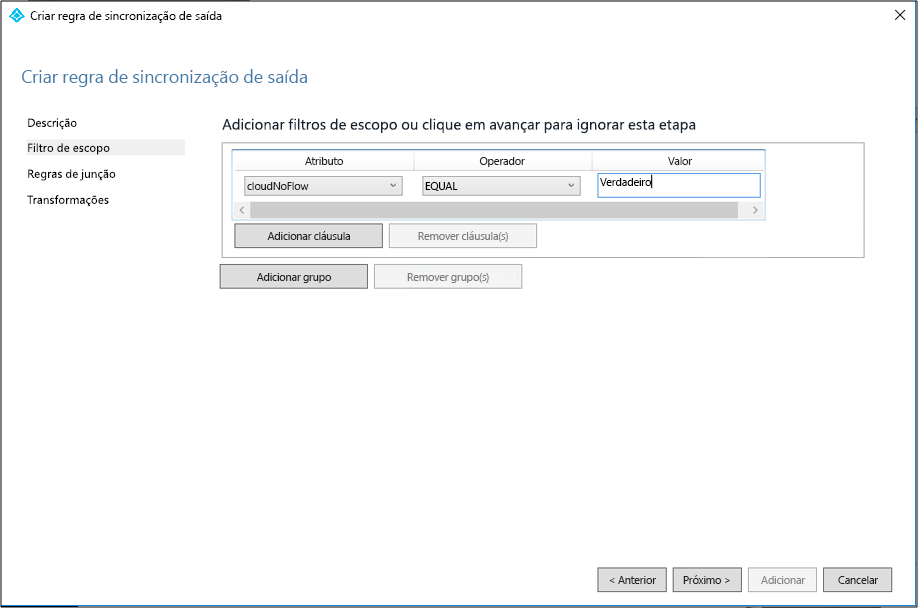 Criar regra de sincronização de saída
Criar regra de sincronização de saída
Descrição
Filtro de escopo
Regras de junção
Transformações
Adicionar filtros de escopo ou clique em avançar para ignorar esta etapa
Atributo Operador Valor
cloudNoFlow EQUAL Verdadeiro
Adicionar cláusula Remover cláusula(s)
Adicionar grupo Remover grupo(s)
< Anterior Próximo > Adicionar Cancelar